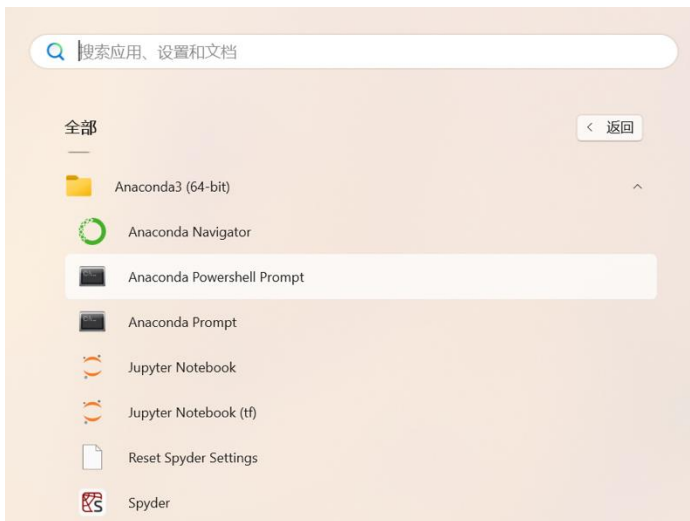 搜索应用、设置和文档
全部
返回
Anaconda3 (64-bit)
Anaconda Navigator
Anaconda Powershell Prompt
Anaconda Prompt
Jupyter Notebook
Jupyter Notebook (tf)
Reset Spyder Settings
Spyder